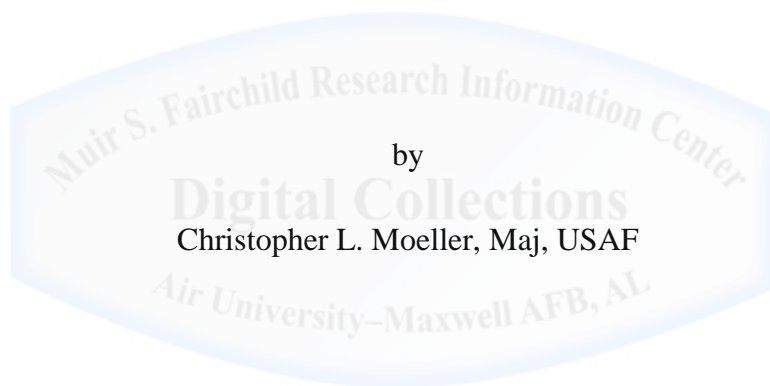 Muir S. Fairchild Research Information Center
by
Digital Collections
Christopher L. Moeller, Maj, USAF
Air University–Maxwell AFB, AL